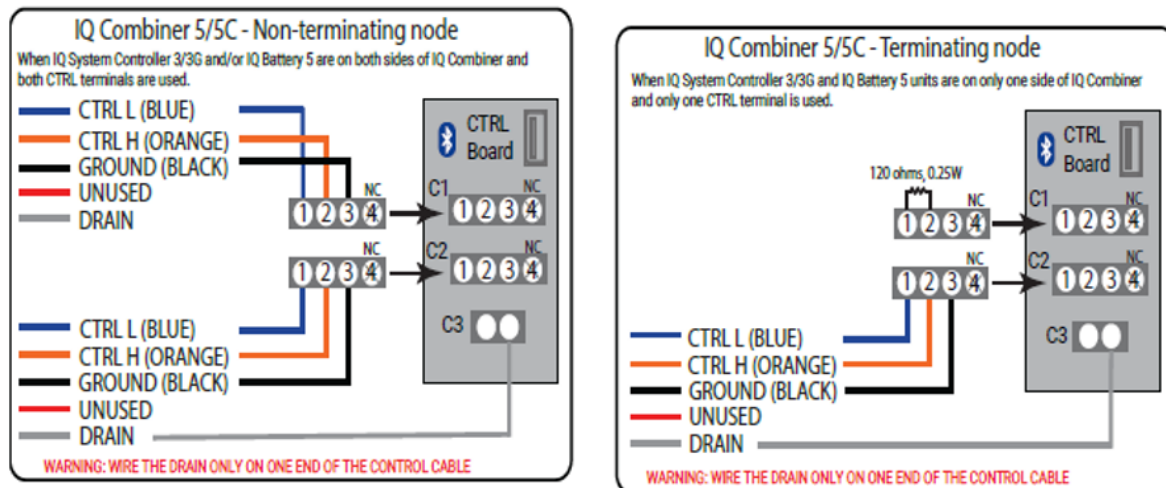 IQ Combiner 5/5C - Non-terminating node
When IQ System Controller 3/3G and/or IQ Battery 5 are on both sides of IQ Combiner and
both CTRL terminals are used.
CTRL L (BLUE)
CTRL H (ORANGE)
GROUND (BLACK)
UNUSED
DRAIN
CTRL
Board
NC
1 2 3 4
C1
NC
1 2 3 4
NC
1 2 3 4
C2
NC
1 2 3 4
C3
CTRL L (BLUE)
CTRL H (ORANGE)
GROUND (BLACK)
UNUSED
DRAIN
WARNING: WIRE THE DRAIN ONLY ON ONE END OF THE CONTROL CABLE
IQ Combiner 5/5C - Terminating node
When IQ System Controller 3/3G and IQ Battery 5 units are on only one side of IQ Combiner
and only one CTRL terminal is used.
CTRL
Board
120 ohms, 0.25W
NC
1 2 3 4
C1
NC
1 2 3 4
NC
1 2 3 4
C2
NC
1 2 3 4
C3
CTRL L (BLUE)
CTRL H (ORANGE)
GROUND (BLACK)
UNUSED
DRAIN
WARNING: WIRE THE DRAIN ONLY ON ONE END OF THE CONTROL CABLE